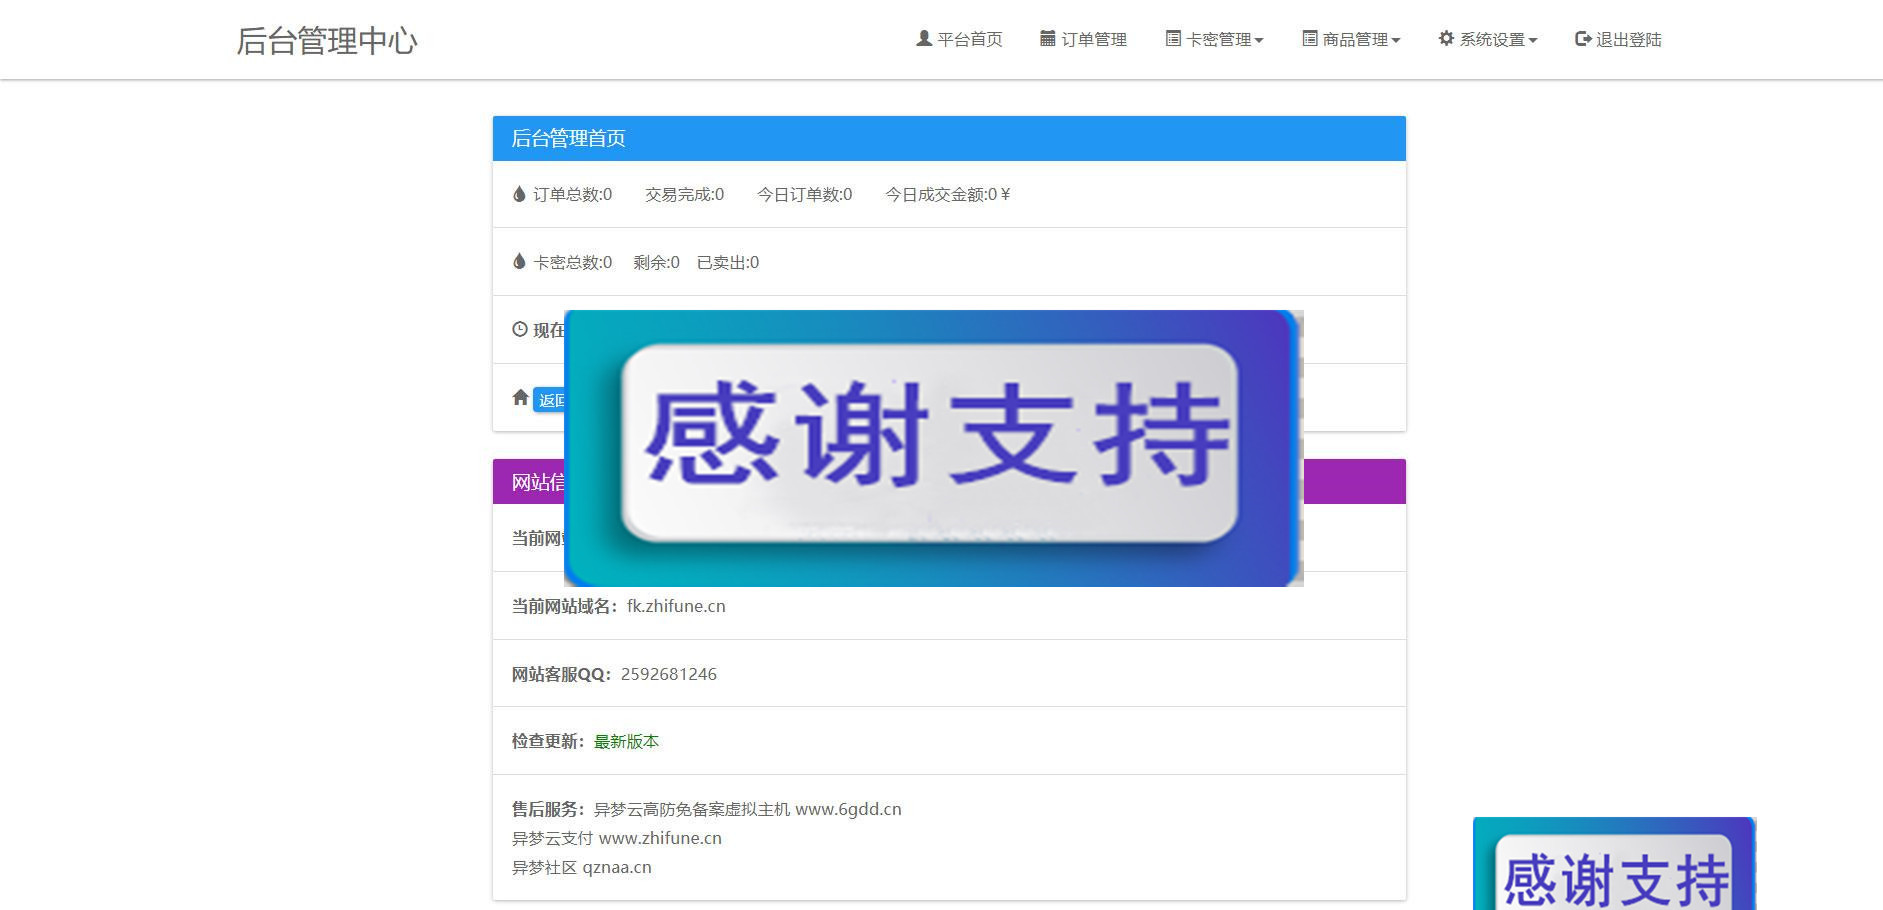 后台管理中心
平台首页 订单管理 卡密管理 商品管理 系统设置 退出登陆
后台管理首页
订单总数:0 交易完成:0 今日订单数:0 今日成交金额:0￥
卡密总数:0 剩余:0 已卖出:0
现在
返回
感谢支持
网站信
当前网
当前网站域名：fk.zhifune.cn
网站客服QQ：2592681246
检查更新：最新版本
售后服务：异梦云高防免备案虚拟主机 www.6gdd.cn
异梦云支付 www.zhifune.cn
异梦社区 qznaa.cn
感谢支持